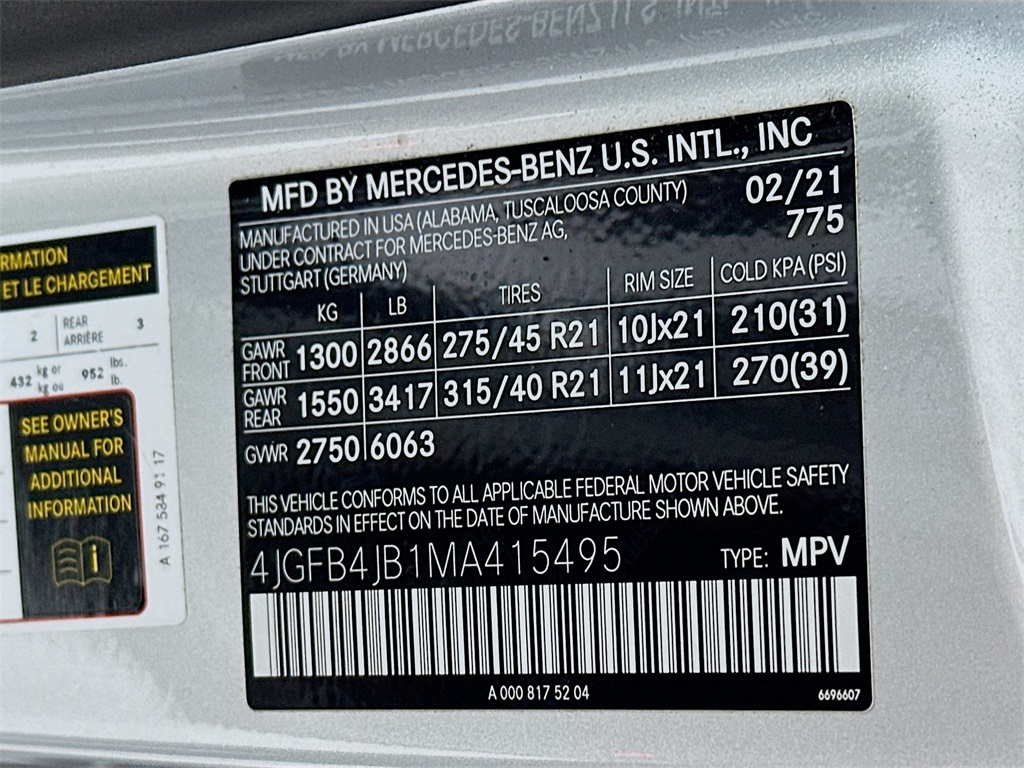 MFD BY MERCEDES-BENZ U.S. INTL., INC
MANUFACTURED IN USA (ALABAMA, TUSCALOOSA COUNTY) 02/21
UNDER CONTRACT FOR MERCEDES-BENZ AG, 775
STUTTGART (GERMANY)
KG LB TIRES RIM SIZE COLD KPA (PSI)
GAWR FRONT 1300 2866 275/45 R21 10Jx21 210(31)
GAWR REAR 1550 3417 315/40 R21 11Jx21 270(39)
GVWR 2750 6063
THIS VEHICLE CONFORMS TO ALL APPLICABLE FEDERAL MOTOR VEHICLE SAFETY
STANDARDS IN EFFECT ON THE DATE OF MANUFACTURE SHOWN ABOVE.
4JGFB4JB1MA415495 TYPE: MPV
A 000 817 52 04 6696607
RMATION
ET LE CHARGEMENT
2 REAR 3
ARRIÈRE
432 kg or 952 lbs.
kg ou lb.
SEE OWNER'S
MANUAL FOR
ADDITIONAL
INFORMATION
i
A 167 584 91 17